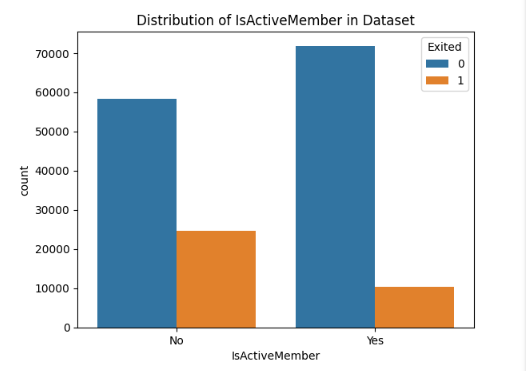 Distribution of IsActiveMember in Dataset
Exited
0
1
70000
60000
50000
40000
30000
20000
10000
0
count
No
Yes
IsActiveMember